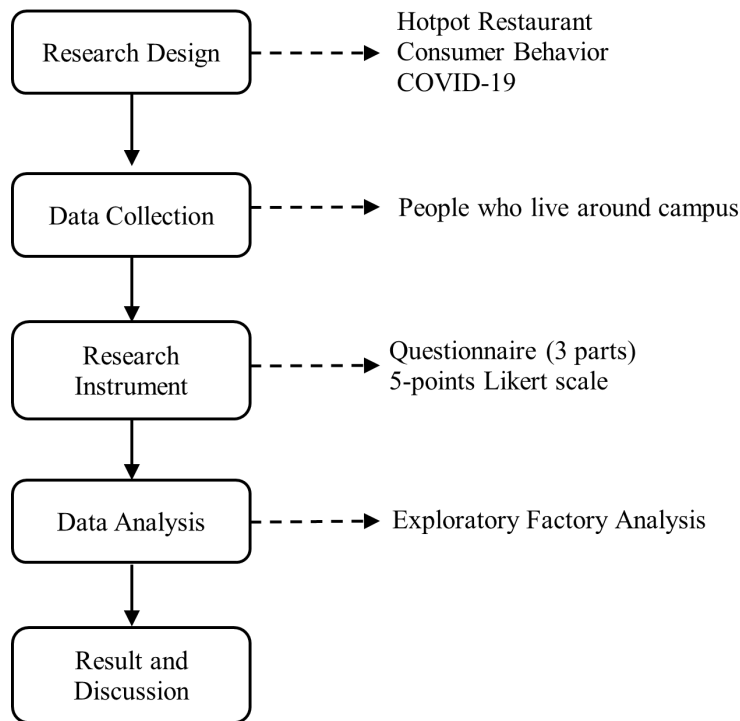 Research Design
Hotpot Restaurant
Consumer Behavior
COVID-19
Data Collection
People who live around campus
Research
Instrument
Questionnaire (3 parts)
5-points Likert scale
Data Analysis
Exploratory Factory Analysis
Result and
Discussion